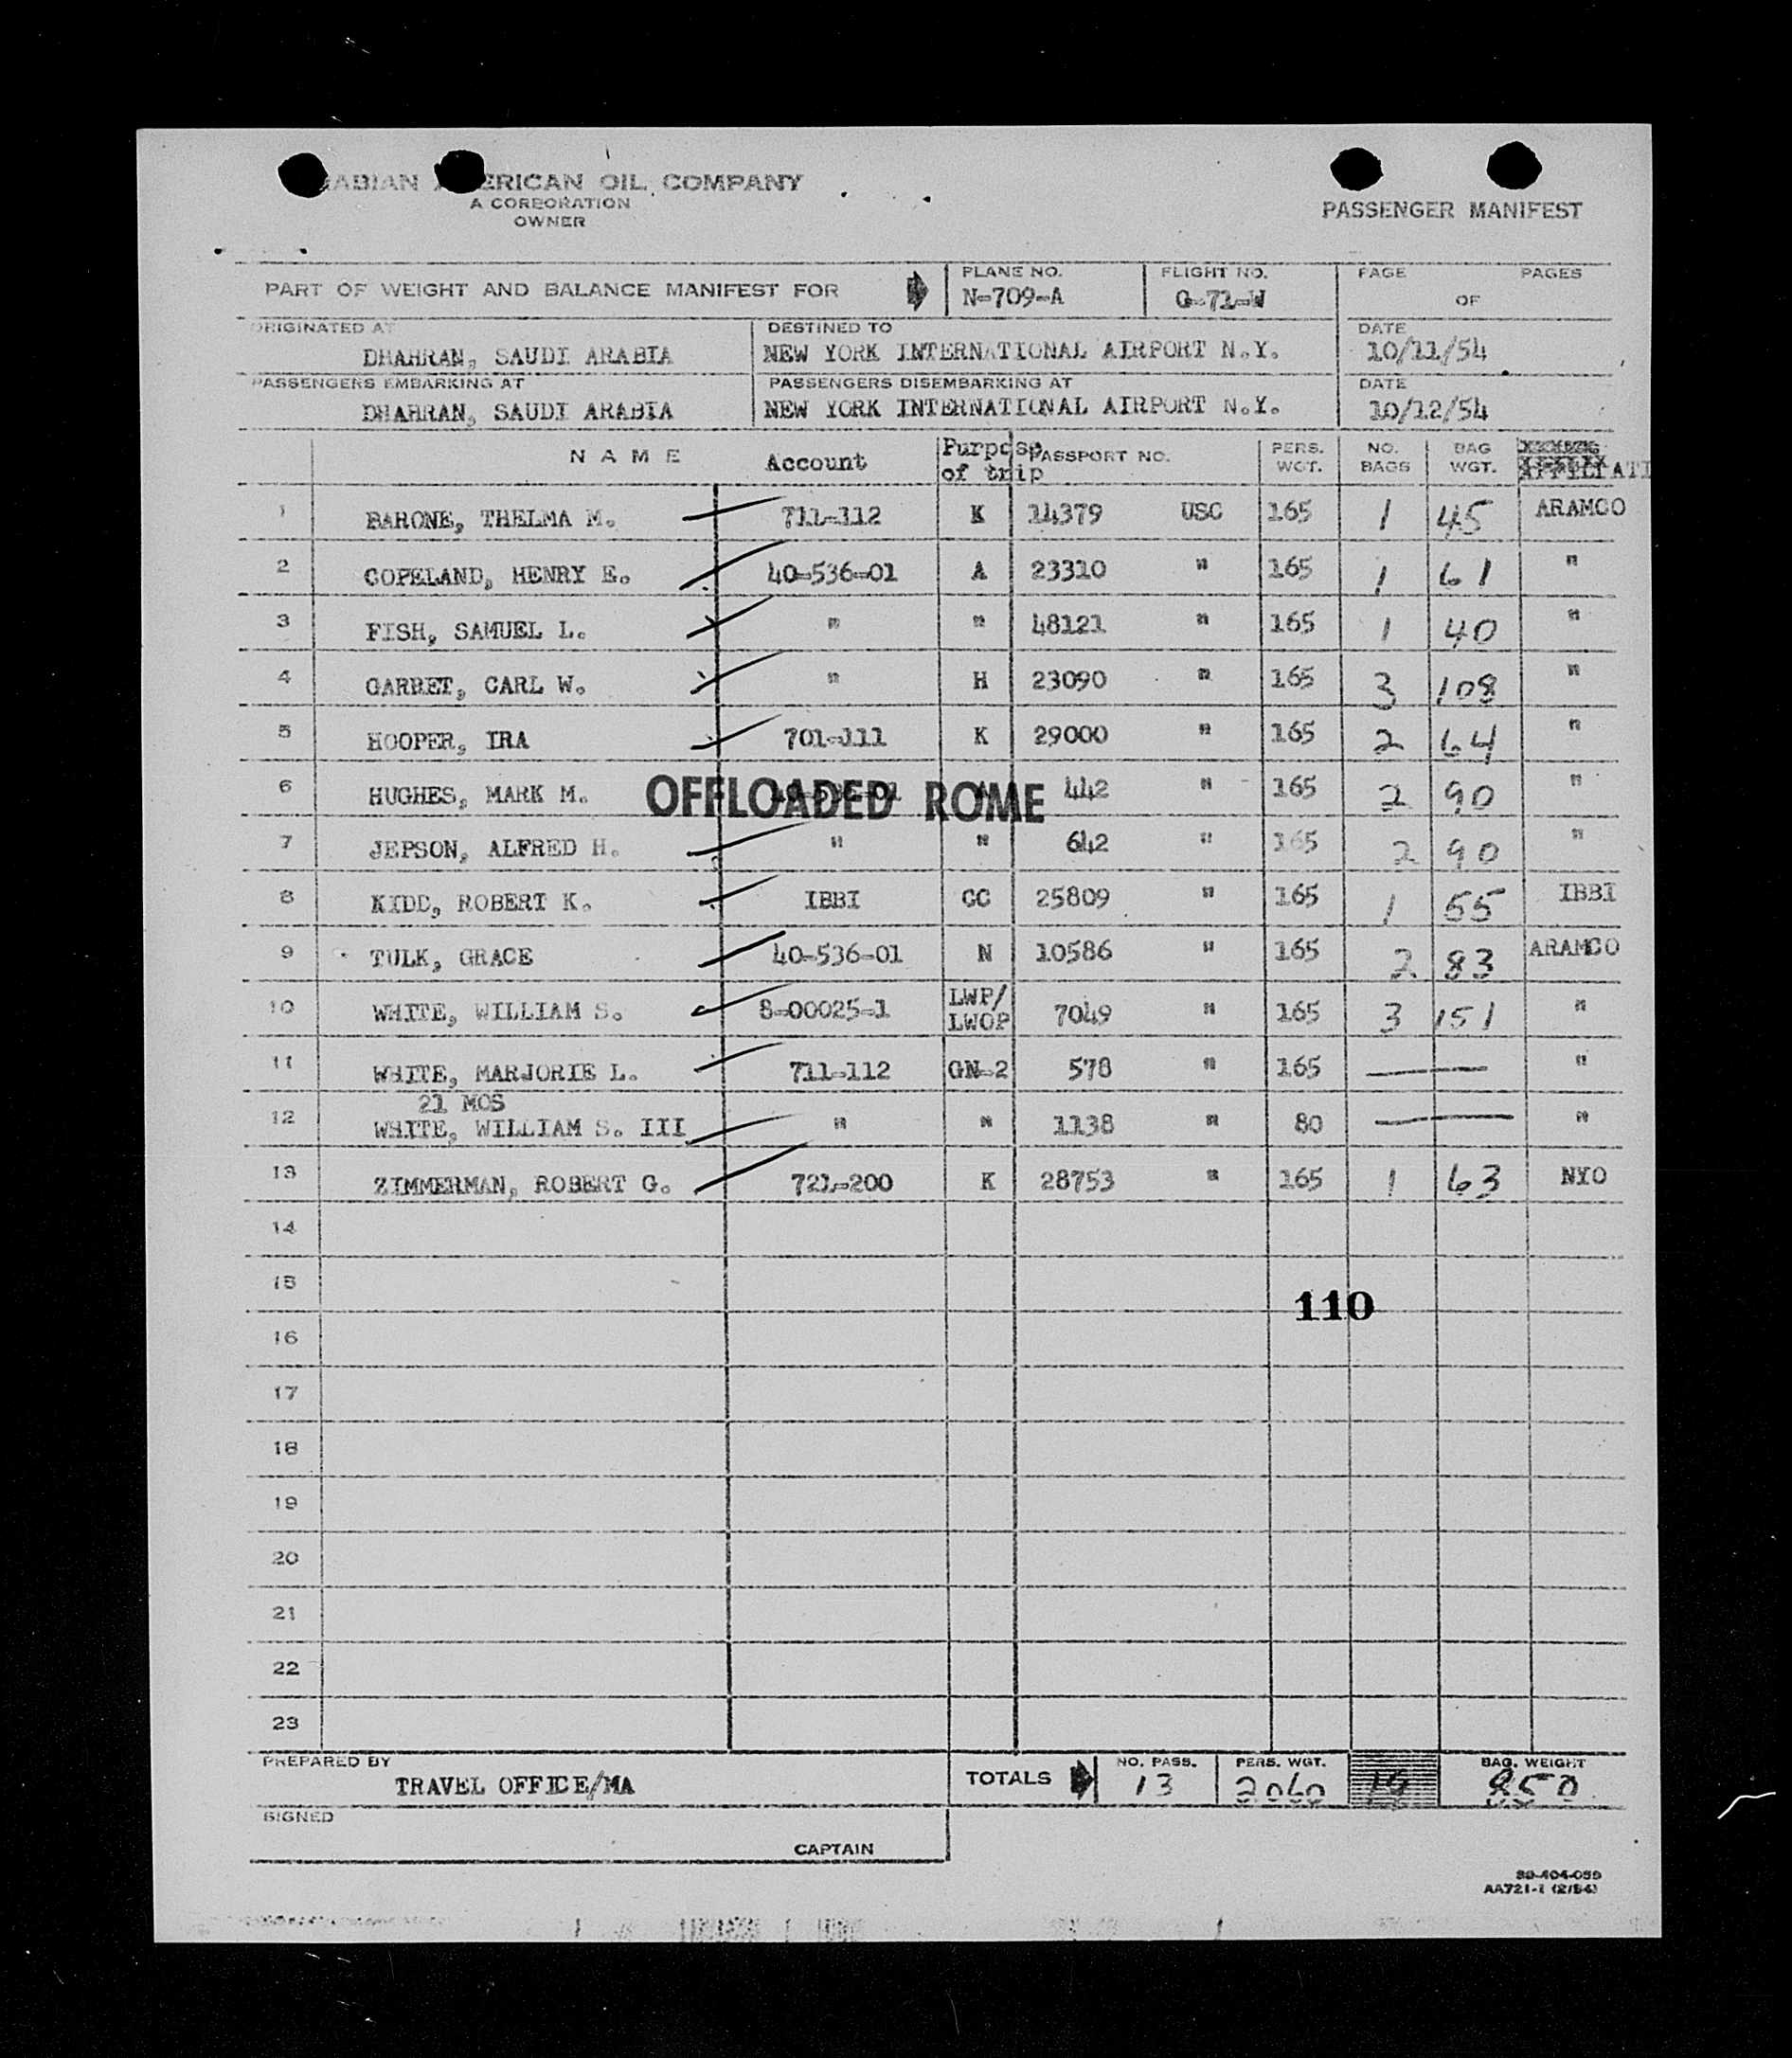 ABIAN A ERICAN OIL COMPANY
A CORPORATION
OWNER
PASSENGER MANIFEST
PART OF WEIGHT AND BALANCE MANIFEST FOR
PLANE NO.
N-709-A
FLIGHT NO.
G-71-W
PAGE OF PAGES
ORIGINATED AT
DHAHRAN, SAUDI ARABIA
DESTINED TO
NEW YORK INTERNATIONAL AIRPORT N.Y.
DATE
10/11/54
PASSENGERS EMBARKING AT
DHAHRAN, SAUDI ARABIA
PASSENGERS DISEMBARKING AT
NEW YORK INTERNATIONAL AIRPORT N.Y.
DATE
10/12/54
NAME Account Purpose of trip PASSPORT NO. PERS. WGT. NO. BAGS BAG WGT. AFFILIATI
1 BARONE, THELMA M. 711-112 K 14379 USC 165 1 45 ARAMCO
2 COPELAND, HENRY E. 40-536-01 A 23310 " 165 1 61 "
3 FISH, SAMUEL L. " " 48121 " 165 1 40 "
4 GARRET, CARL W. " H 23090 " 165 3 108 "
5 HOOPER, IRA 701-111 K 29000 " 165 2 64 "
6 HUGHES, MARK M. 40-536-01 442 " 165 2 90 "
OFFLOADED ROME
7 JEPSON, ALFRED H. " " 642 " 165 2 90 "
8 KIDD, ROBERT K. IBBI CC 25809 " 165 1 55 IBBI
9 TULK, GRACE 40-536-01 N 10586 " 165 2 83 ARAMCO
10 WHITE, WILLIAM S. 8-00025-1 LWP/LWOP 7049 " 165 3 151 "
11 WHITE, MARJORIE L. 711-112 GN-2 578 " 165 "
21 MOS
12 WHITE, WILLIAM S. III " " 1138 " 80 "
13 ZIMMERMAN, ROBERT G. 721-200 K 28753 " 165 1 63 NYO
14
15
110
16
17
18
19
20
21
22
23
PREPARED BY
TRAVEL OFFICE/MA
TOTALS
NO. PASS.
13
PERS. WGT.
2060
19
BAG. WEIGHT
850
SIGNED
CAPTAIN
AA721-1 (2/54)